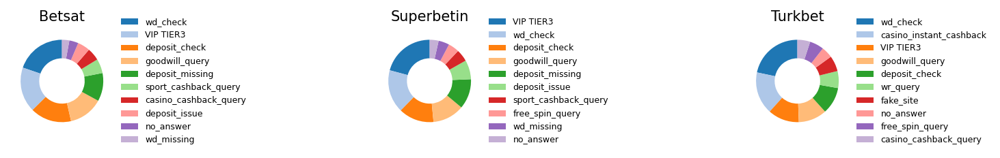 Betsat
wd_check
VIP TIER3
deposit_check
goodwill_query
deposit_missing
sport_cashback_query
casino_cashback_query
deposit_issue
no_answer
wd_missing
Superbetin
VIP TIER3
wd_check
deposit_check
goodwill_query
deposit_missing
deposit_issue
sport_cashback_query
free_spin_query
wd_missing
no_answer
Turkbet
wd_check
casino_instant_cashback
VIP TIER3
goodwill_query
deposit_check
wr_query
fake_site
no_answer
free_spin_query
casino_cashback_query